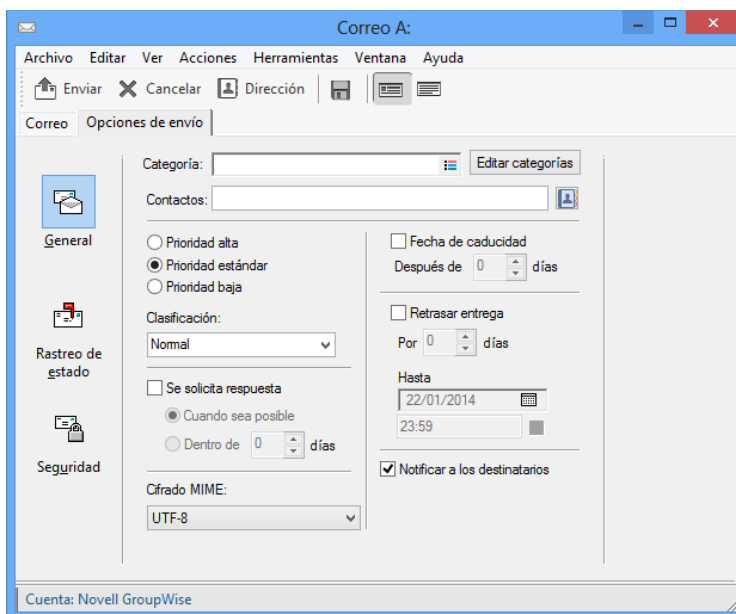 Correo A:
Archivo Editar Ver Acciones Herramientas Ventana Ayuda
Enviar Cancelar Dirección
Correo Opciones de envío
Categoría: Editar categorías
Contactos:
General
Rastreo de estado
Seguridad
Prioridad alta
Prioridad estándar
Prioridad baja
Clasificación:
Normal
Se solicita respuesta
Cuando sea posible
Dentro de 0 días
Cifrado MIME:
UTF-8
Fecha de caducidad
Después de 0 días
Retrasar entrega
Por 0 días
Hasta
22/01/2014
23:59
Notificar a los destinatarios
Cuenta: Novell GroupWise